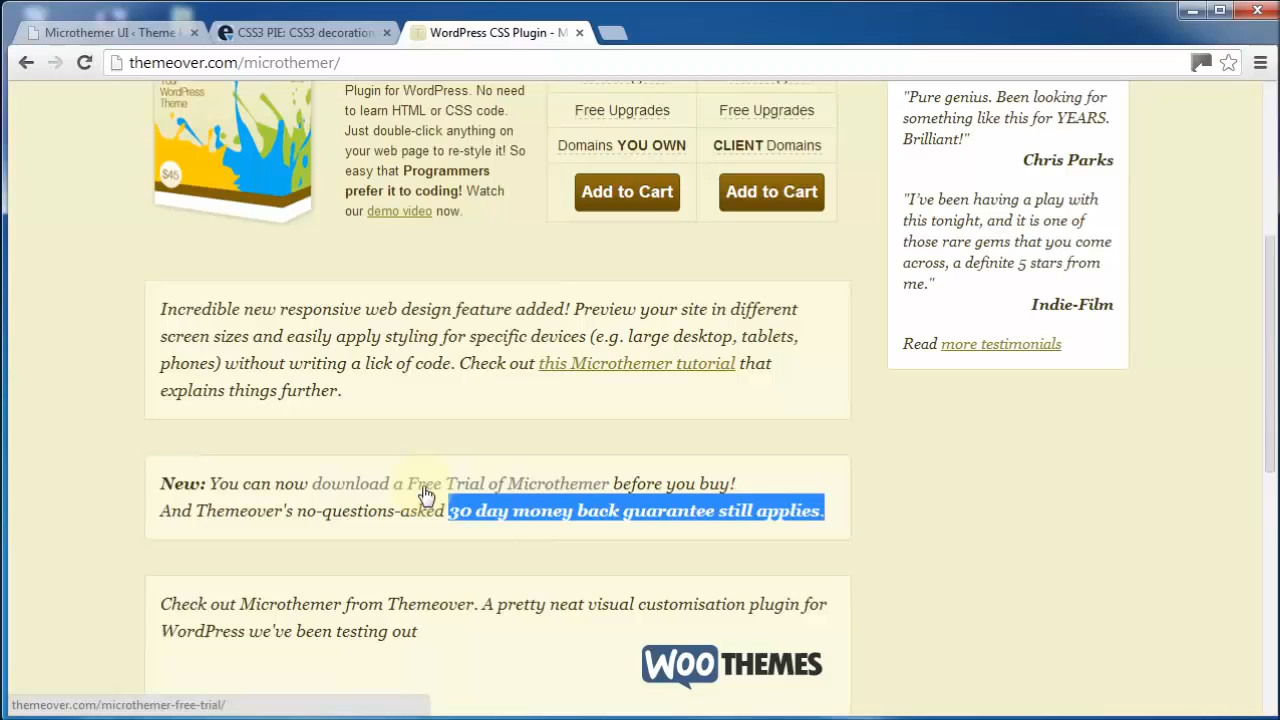 Microthemer UI ‹ Theme
CSS3 PIE: CSS3 decoration
WordPress CSS Plugin - M
themeover.com/microthemer/
Your
WordPress
Theme
$45
Plugin for WordPress. No need
to learn HTML or CSS code.
Just double-click anything on
your web page to re-style it! So
easy that Programmers
prefer it to coding! Watch
our demo video now.
Free Upgrades
Free Upgrades
Domains YOU OWN
CLIENT Domains
Add to Cart
Add to Cart
"Pure genius. Been looking for
something like this for YEARS.
Brilliant!"
Chris Parks
"I've been having a play with
this tonight, and it is one of
those rare gems that you come
across, a definite 5 stars from
me."
Indie-Film
Read more testimonials
Incredible new responsive web design feature added! Preview your site in different
screen sizes and easily apply styling for specific devices (e.g. large desktop, tablets,
phones) without writing a lick of code. Check out this Microthemer tutorial that
explains things further.
New: You can now download a Free Trial of Microthemer before you buy!
And Themeover's no-questions-asked 30 day money back guarantee still applies.
Check out Microthemer from Themeover. A pretty neat visual customisation plugin for
WordPress we've been testing out
WOOTHEMES
themeover.com/microthemer-free-trial/